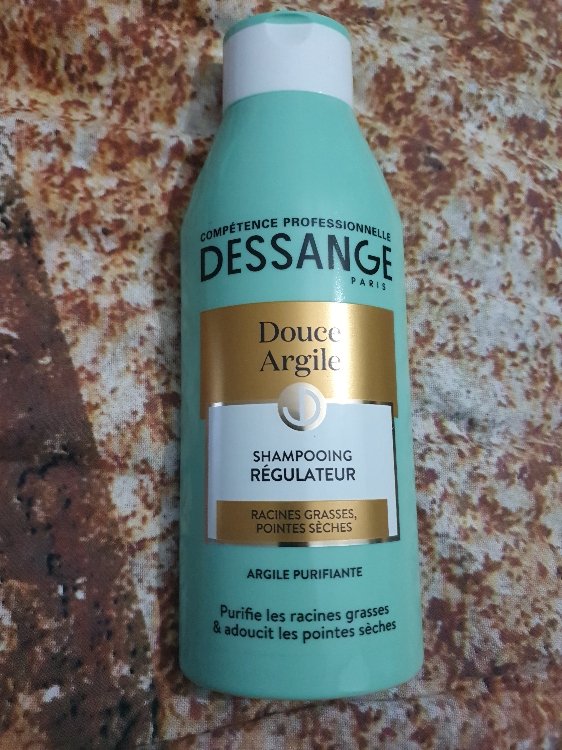 COMPÉTENCE PROFESSIONNELLE
DESSANGE
PARIS
Douce
Argile
SHAMPOOING
RÉGULATEUR
RACINES GRASSES,
POINTES SÈCHES
ARGILE PURIFIANTE
Purifie les racines grasses
& adoucit les pointes sèches